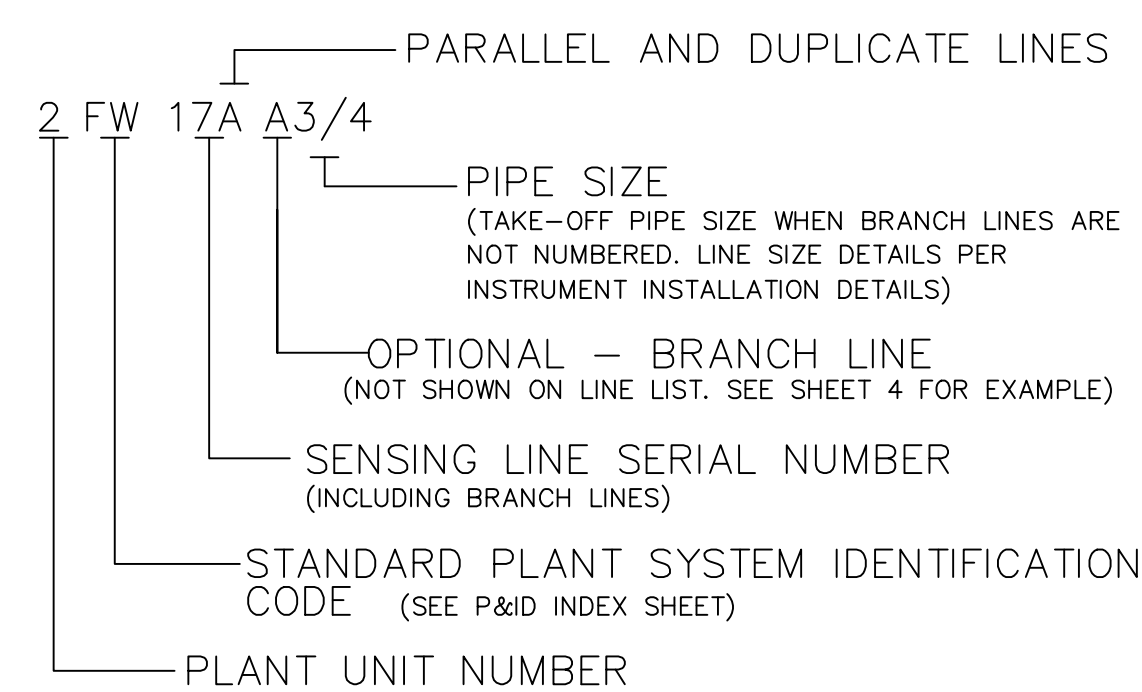 PARALLEL AND DUPLICATE LINES
2 FW 17A A3/4
PIPE SIZE
(TAKE-OFF PIPE SIZE WHEN BRANCH LINES ARE
NOT NUMBERED. LINE SIZE DETAILS PER
INSTRUMENT INSTALLATION DETAILS)
OPTIONAL - BRANCH LINE
(NOT SHOWN ON LINE LIST. SEE SHEET 4 FOR EXAMPLE)
SENSING LINE SERIAL NUMBER
(INCLUDING BRANCH LINES)
STANDARD PLANT SYSTEM IDENTIFICATION
CODE (SEE P&ID INDEX SHEET)
PLANT UNIT NUMBER